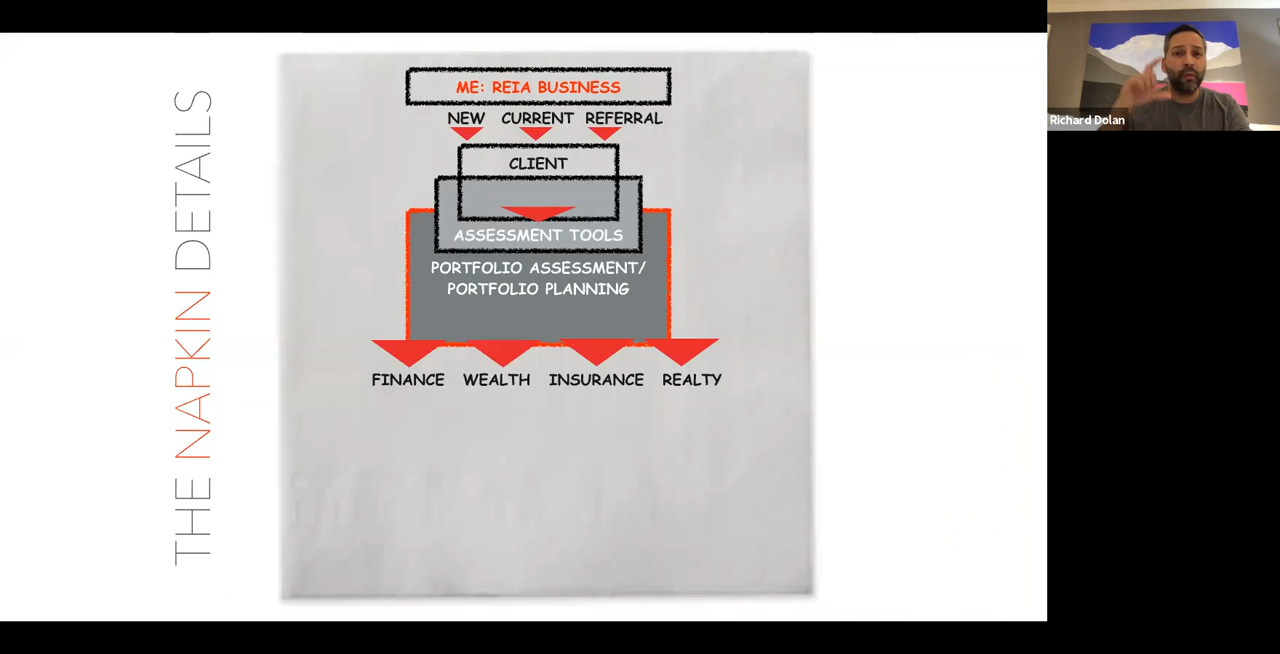 THE NAPKIN DETAILS
ME: REIA BUSINESS
NEW CURRENT REFERRAL
CLIENT
ASSESSMENT TOOLS
PORTFOLIO ASSESSMENT/
PORTFOLIO PLANNING
FINANCE WEALTH INSURANCE REALTY
Richard Dolan